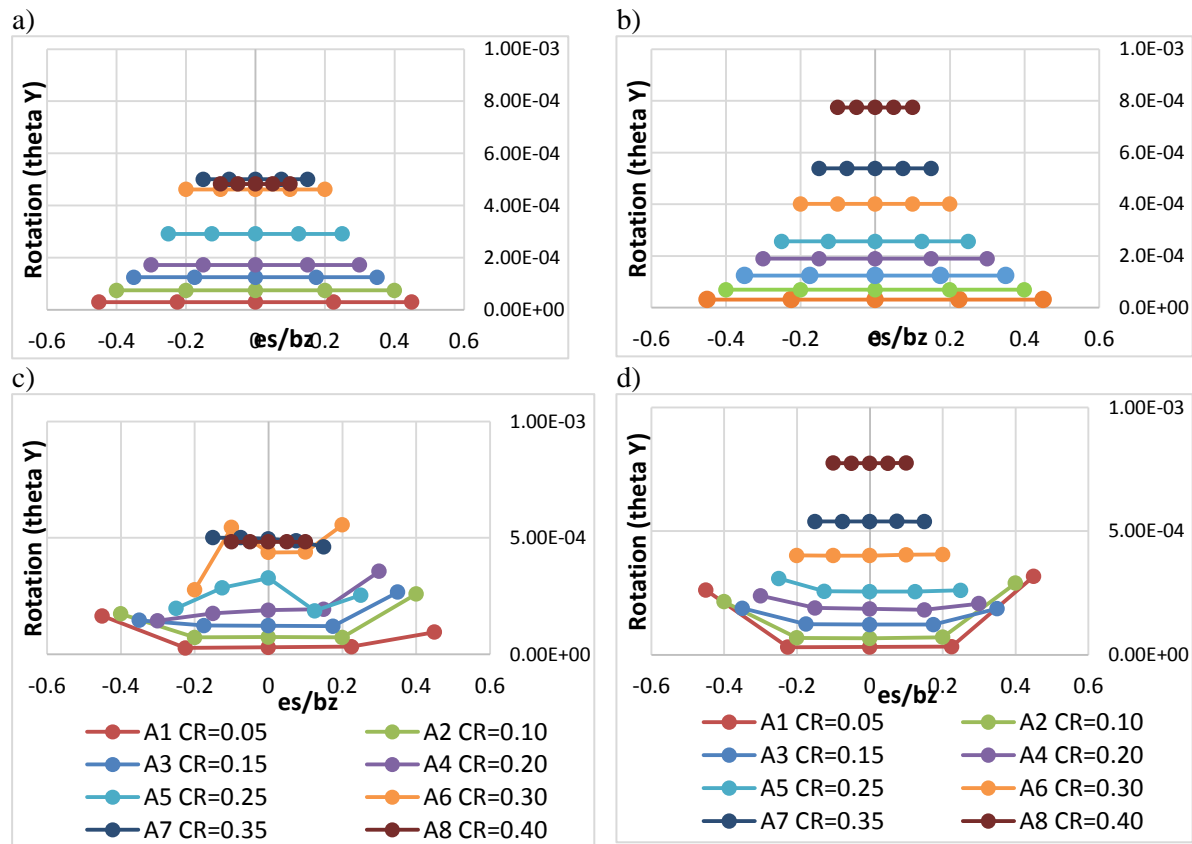 a)
1.00E-03
8.00E-04
6.00E-04
4.00E-04
2.00E-04
0.00E+00
Rotation (theta Y)
-0.6 -0.4 -0.2 0 0.2 0.4 0.6
es/bz
b)
1.0E-03
8.0E-04
6.0E-04
4.0E-04
2.0E-04
0.0E+00
Rotation (theta Y)
-0.6 -0.4 -0.2 0 0.2 0.4 0.6
es/bz
c)
1.00E-03
5.00E-04
0.00E+00
Rotation (theta Y)
-0.6 -0.4 -0.2 0 0.2 0.4 0.6
es/bz
A1 CR=0.05 A2 CR=0.10
A3 CR=0.15 A4 CR=0.20
A5 CR=0.25 A6 CR=0.30
A7 CR=0.35 A8 CR=0.40
d)
1.00E-03
5.00E-04
0.00E+00
Rotation (theta Y)
-0.6 -0.4 -0.2 0 0.2 0.4 0.6
es/bz
A1 CR=0.05 A2 CR=0.10
A3 CR=0.15 A4 CR=0.20
A5 CR=0.25 A6 CR=0.30
A7 CR=0.35 A8 CR=0.40